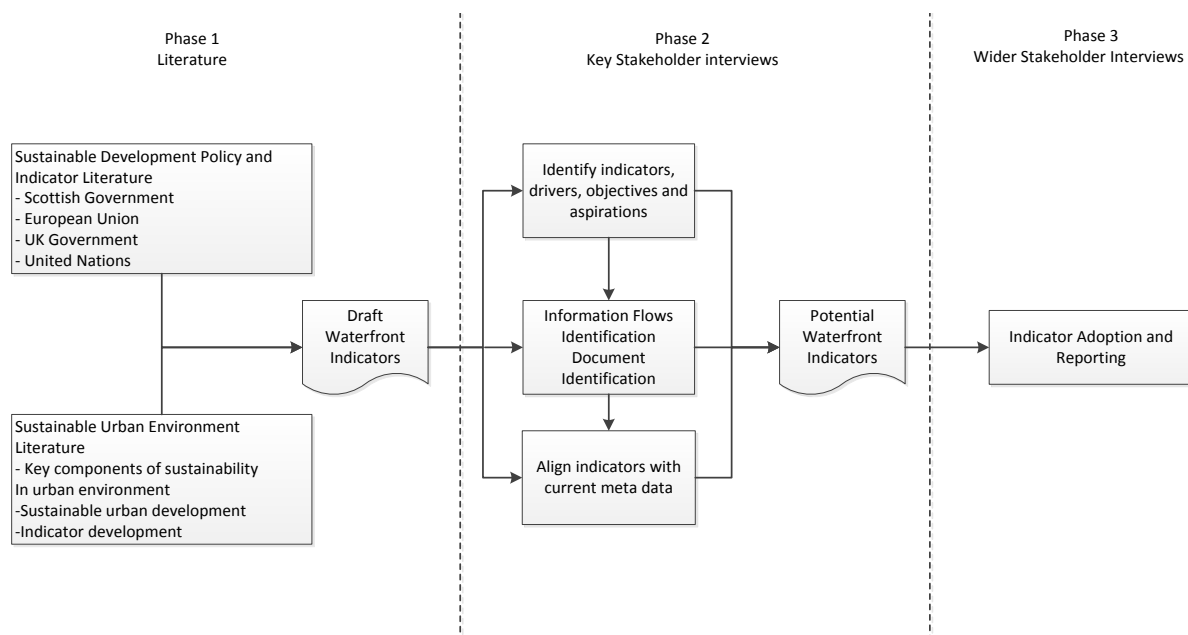 Phase 1
Literature
Phase 2
Key Stakeholder interviews
Phase 3
Wider Stakeholder Interviews
Sustainable Development Policy and
Indicator Literature
- Scottish Government
- European Union
- UK Government
- United Nations
Sustainable Urban Environment
Literature
- Key components of sustainability
In urban environment
-Sustainable urban development
-Indicator development
Draft
Waterfront
Indicators
Identify indicators,
drivers, objectives and
aspirations
Information Flows
Identification
Document
Identification
Align indicators with
current meta data
Potential
Waterfront
Indicators
Indicator Adoption and
Reporting